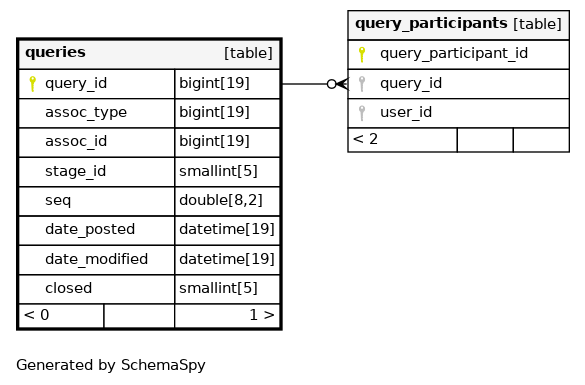 queries [table]
query_id bigint[19]
assoc_type bigint[19]
assoc_id bigint[19]
stage_id smallint[5]
seq double[8,2]
date_posted datetime[19]
date_modified datetime[19]
closed smallint[5]
< 0 1 >
query_participants [table]
query_participant_id
query_id
user_id
< 2
Generated by SchemaSpy